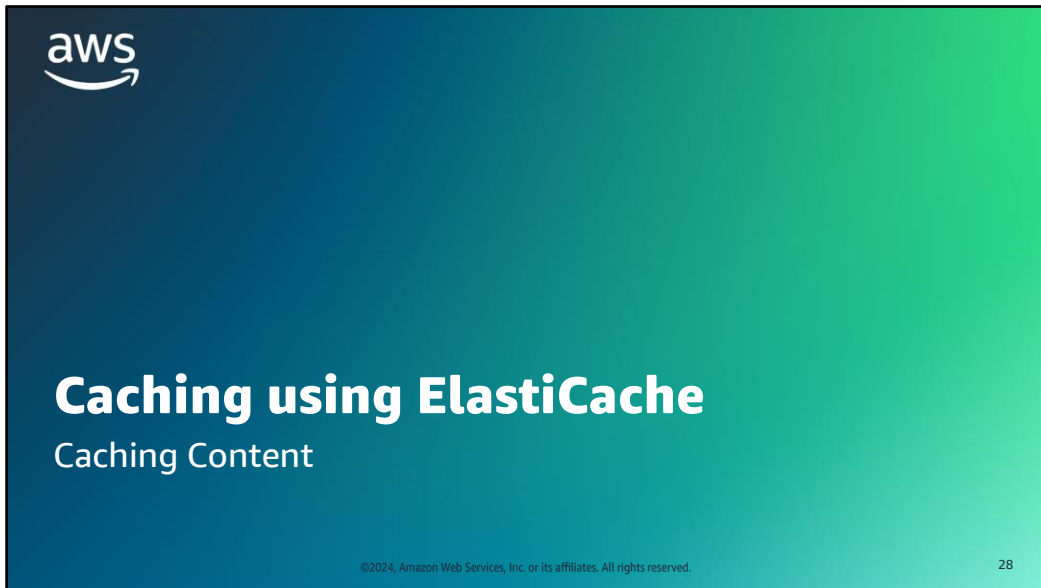 aws
Caching using ElastiCache
Caching Content
©2024, Amazon Web Services, Inc. or its affiliates. All rights reserved.
28